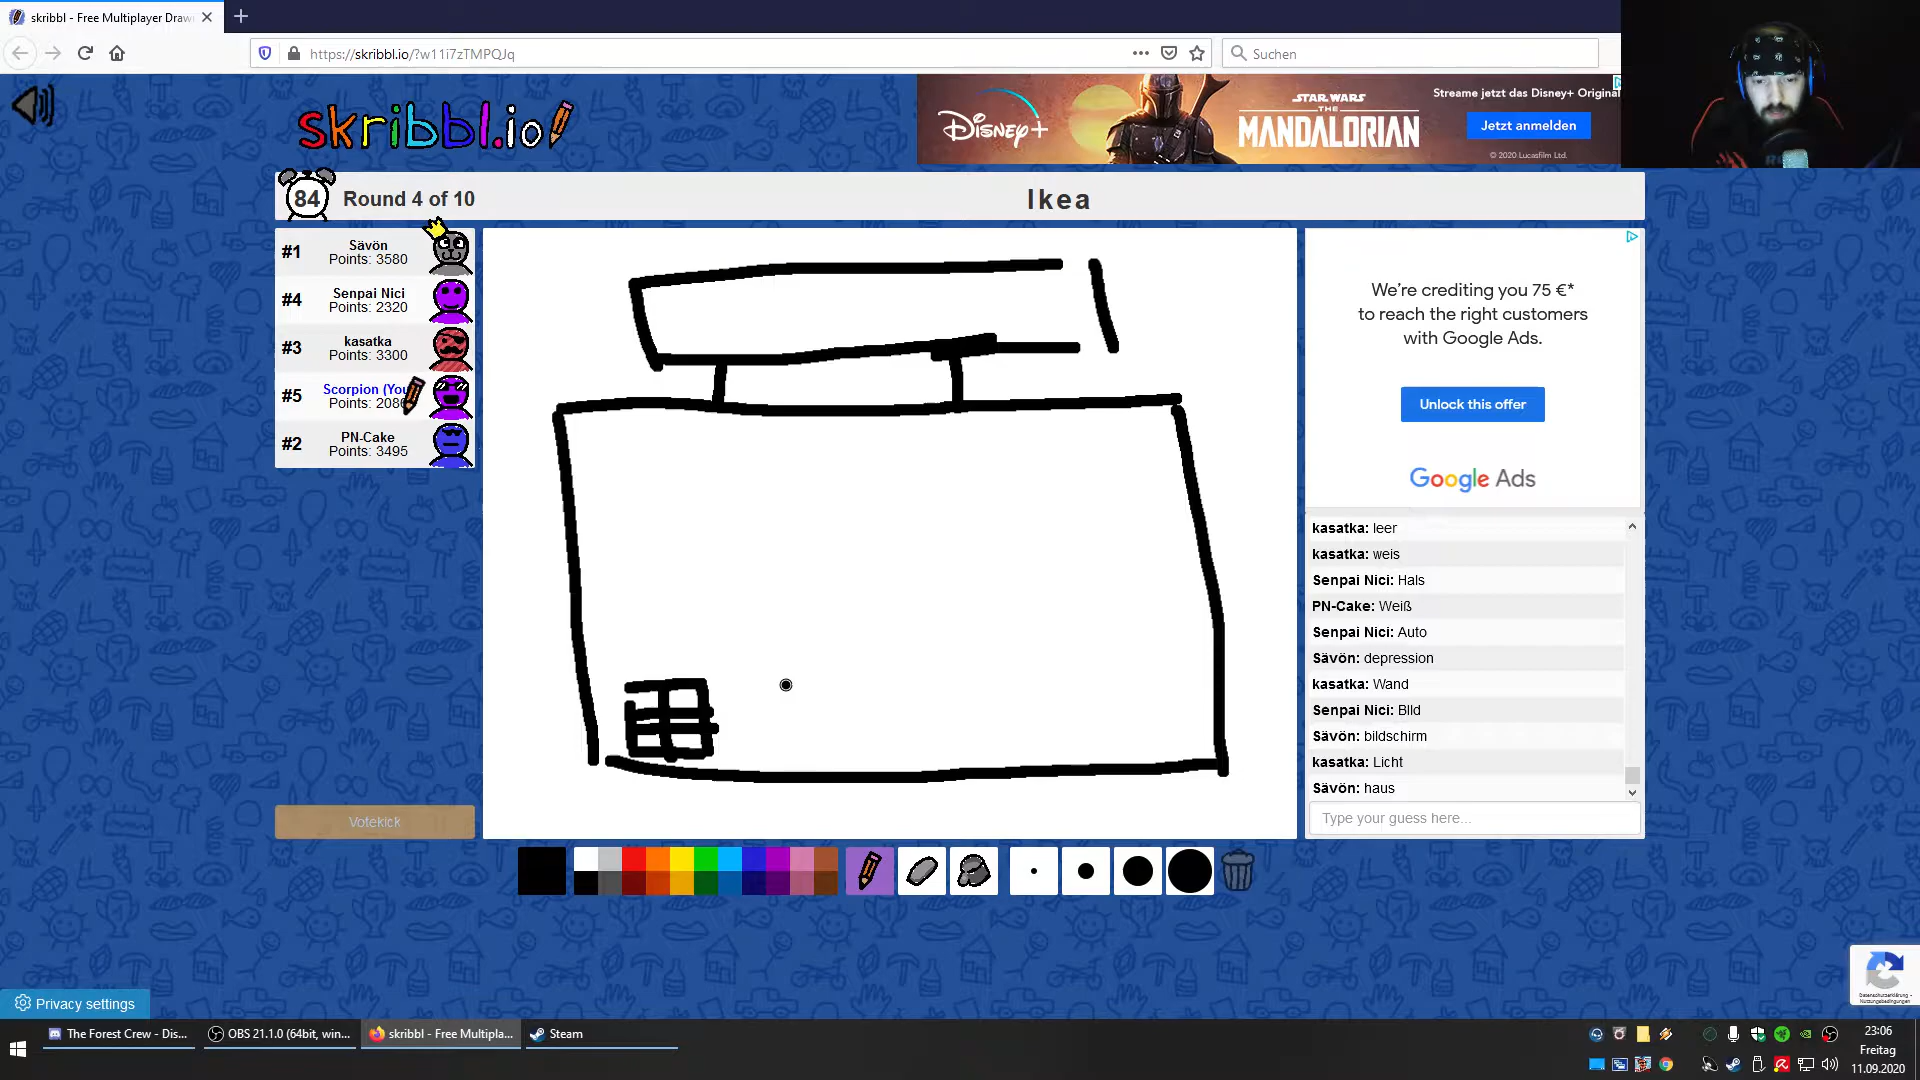 skribbl - Free Multiplayer Draw
https://skribbl.io/?w11i7zTMPQJq
Suchen
skribbl.io
Disney+
STAR WARS
THE
MANDALORIAN
Streame jetzt das Disney+ Original
Jetzt anmelden
© 2020 Lucasfilm Ltd.
84
Round 4 of 10
Ikea
#1
Sävön
Points: 3580
#4
Senpai Nici
Points: 2320
#3
kasatka
Points: 3300
#5
Scorpion (You
Points: 208
#2
PN-Cake
Points: 3495
Votekick
We're crediting you 75 €*
to reach the right customers
with Google Ads.
Unlock this offer
Google Ads
kasatka: leer
kasatka: weis
Senpai Nici: Hals
PN-Cake: Weiß
Senpai Nici: Auto
Sävön: depression
kasatka: Wand
Senpai Nici: BIld
Sävön: bildschirm
kasatka: Licht
Sävön: haus
Type your guess here...
Privacy settings
Datenschutzerklärung -
Nutzungsbedingungen
The Forest Crew - Dis...
OBS 21.1.0 (64bit, win...
skribbl - Free Multipla...
Steam
23:06
Freitag
11.09.2020